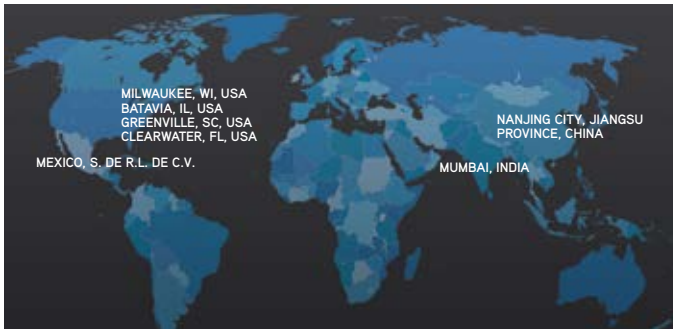 MILWAUKEE, WI, USA
BATAVIA, IL, USA
GREENVILLE, SC, USA
CLEARWATER, FL, USA
MEXICO, S. DE R.L. DE C.V.
NANJING CITY, JIANGSU
PROVINCE, CHINA
MUMBAI, INDIA